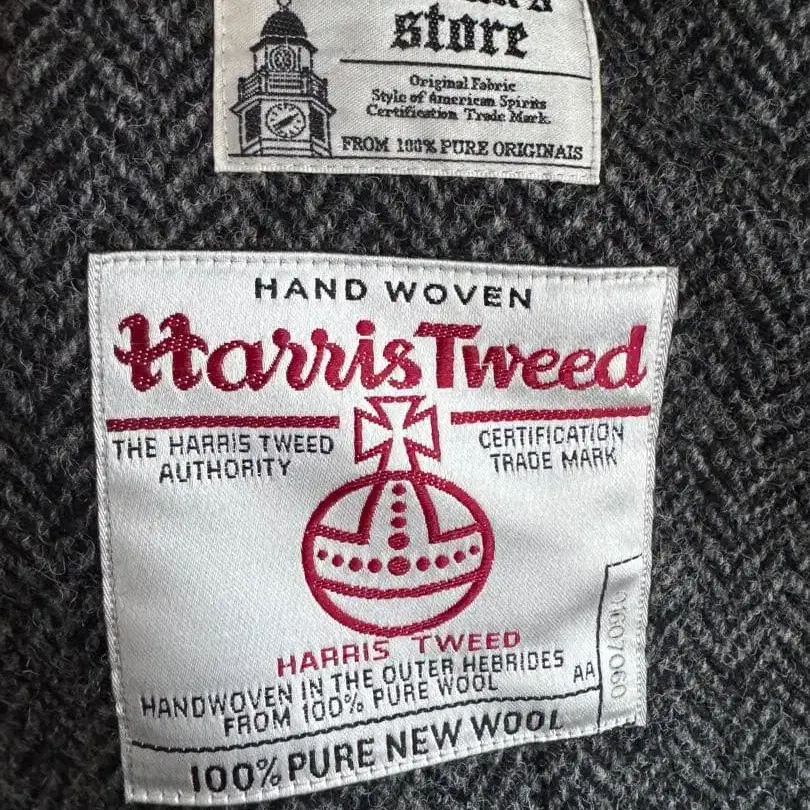 store
Original Fabric
Style of American Spirits
Certification Trade Mark.
FROM 100% PURE ORIGINAIS
HAND WOVEN
Harris Tweed
THE HARRIS TWEED
AUTHORITY
CERTIFICATION
TRADE MARK
HARRIS TWEED
HANDWOVEN IN THE OUTER HEBRIDES
FROM 100% PURE WOOL
AA
01607060
100% PURE NEW WOOL